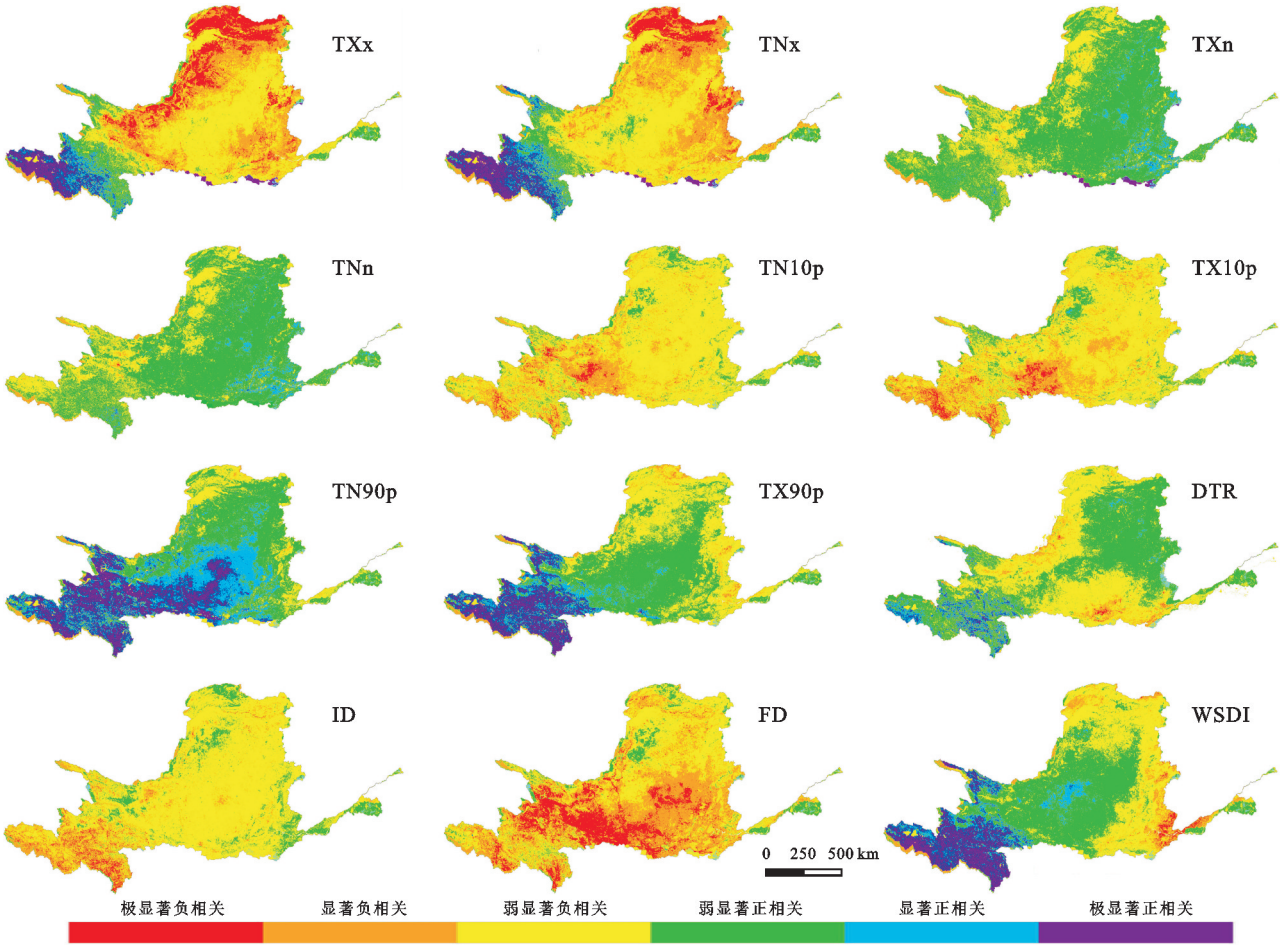 TXx
TNx
TXn
TNn
TN10p
TX10p
TN90p
TX90p
DTR
ID
FD
WSDI
0 250 500 km
极显著负相关
显著负相关
弱显著负相关
弱显著正相关
显著正相关
极显著正相关